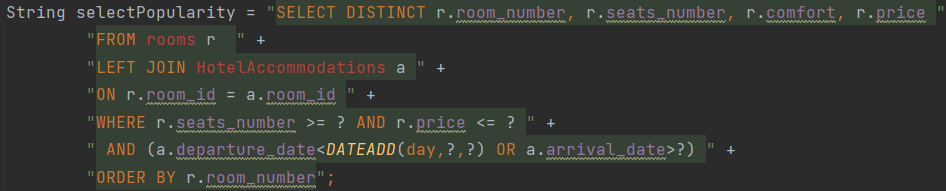 String selectPopularity = "SELECT DISTINCT r.room_number, r.seats_number, r.comfort, r.price "
"FROM rooms r  " +
"LEFT JOIN HotelAccommodations a " +
"ON r.room_id = a.room_id " +
"WHERE r.seats_number >= ? AND r.price <= ? " +
" AND (a.departure_date<DATEADD(day,?,?) OR a.arrival_date>?) " +
"ORDER BY r.room_number";